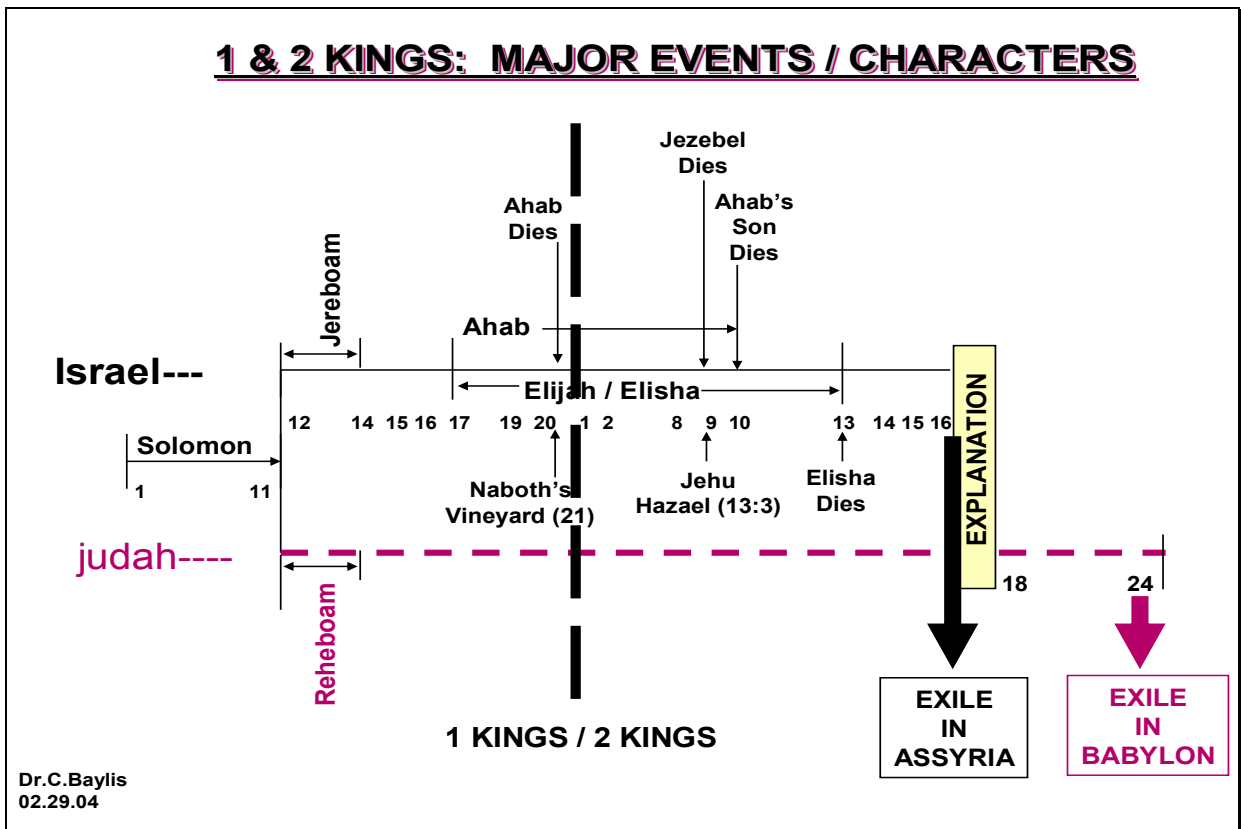 1 & 2 KINGS: MAJOR EVENTS / CHARACTERS
Jezebel
Dies
Ahab
Dies
Ahab's
Son
Dies
Jereboam
Ahab
Israel---
Elijah / Elisha
12 14 15 16 17 19 20 1 2 8 9 10 13 14 15 16
EXPLANATION
Solomon
1 11
Naboth's
Vineyard (21)
Jehu
Hazael (13:3)
Elisha
Dies
judah----
18 24
Reheboam
EXILE
IN
ASSYRIA
EXILE
IN
BABYLON
1 KINGS / 2 KINGS
Dr.C.Baylis
02.29.04